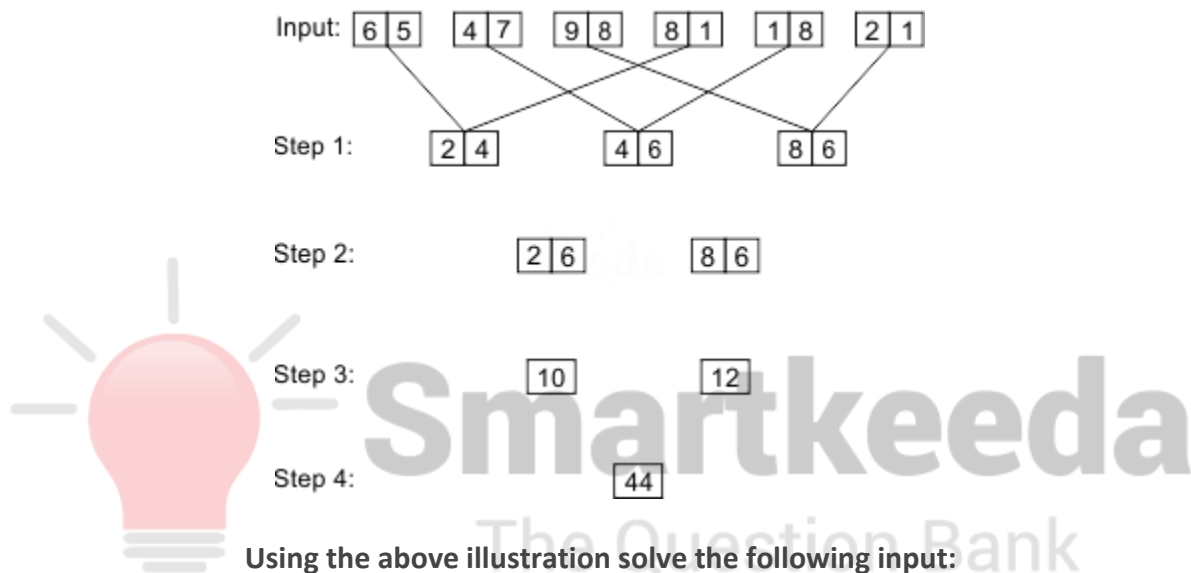 Input: 6 5 4 7 9 8 8 1 1 8 2 1
Step 1: 2 4 4 6 8 6
Step 2: 2 6 8 6
Step 3: 10 12
Smartkeeda
Step 4: 44
The Question Bank
Using the above illustration solve the following input: